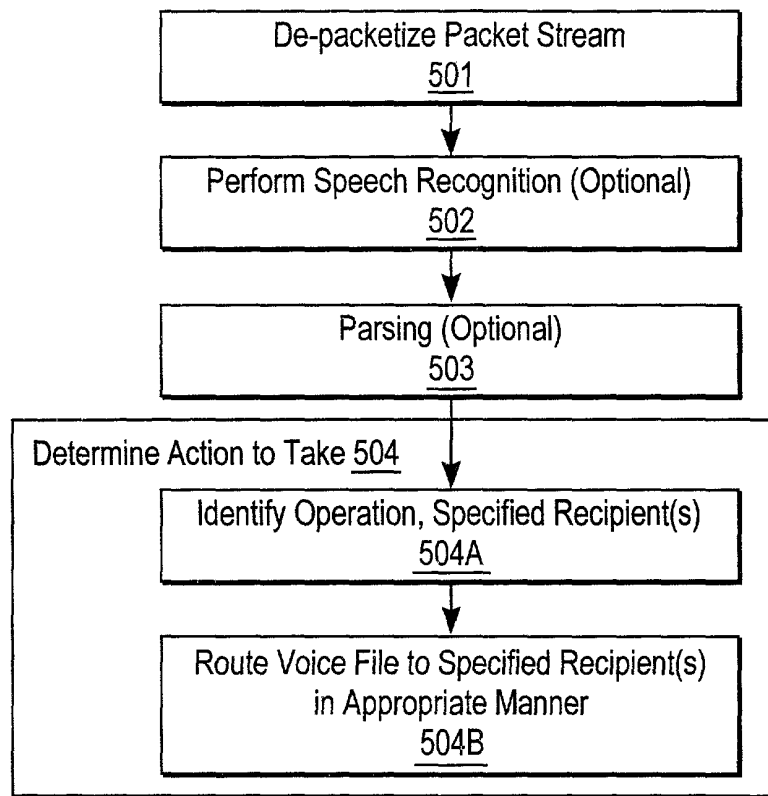 De-packetize Packet Stream
501
Perform Speech Recognition (Optional)
502
Parsing (Optional)
503
Determine Action to Take 504
Identify Operation, Specified Recipient(s)
504A
Route Voice File to Specified Recipient(s)
in Appropriate Manner
504B